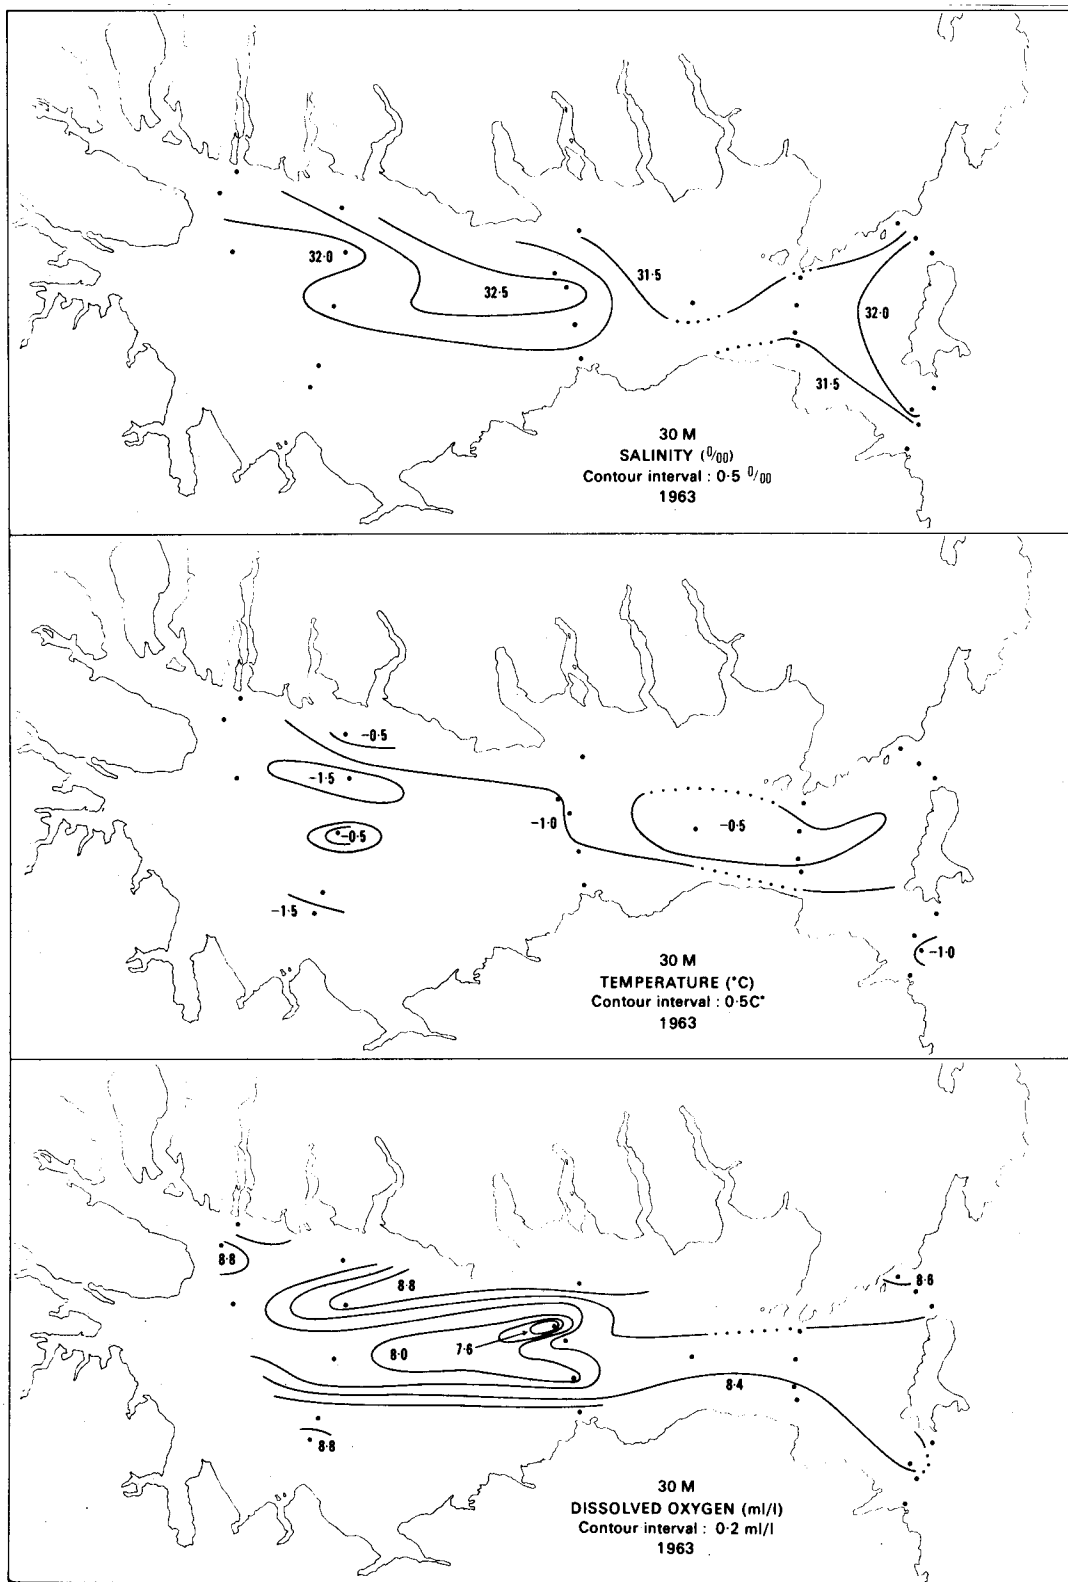 32.0
32.5
31.5
32.0
31.5
30 M
SALINITY (0/00)
Contour interval : 0·5 0/00
1963
-0·5
-1·5
-0·5
-1·0
-0·5
-1·5
-1·0
30 M
TEMPERATURE (°C)
Contour interval : 0·5C°
1963
8·8
8·8
8·6
7·6
8·0
8·4
8·8
30 M
DISSOLVED OXYGEN (ml/l)
Contour interval : 0·2 ml/l
1963